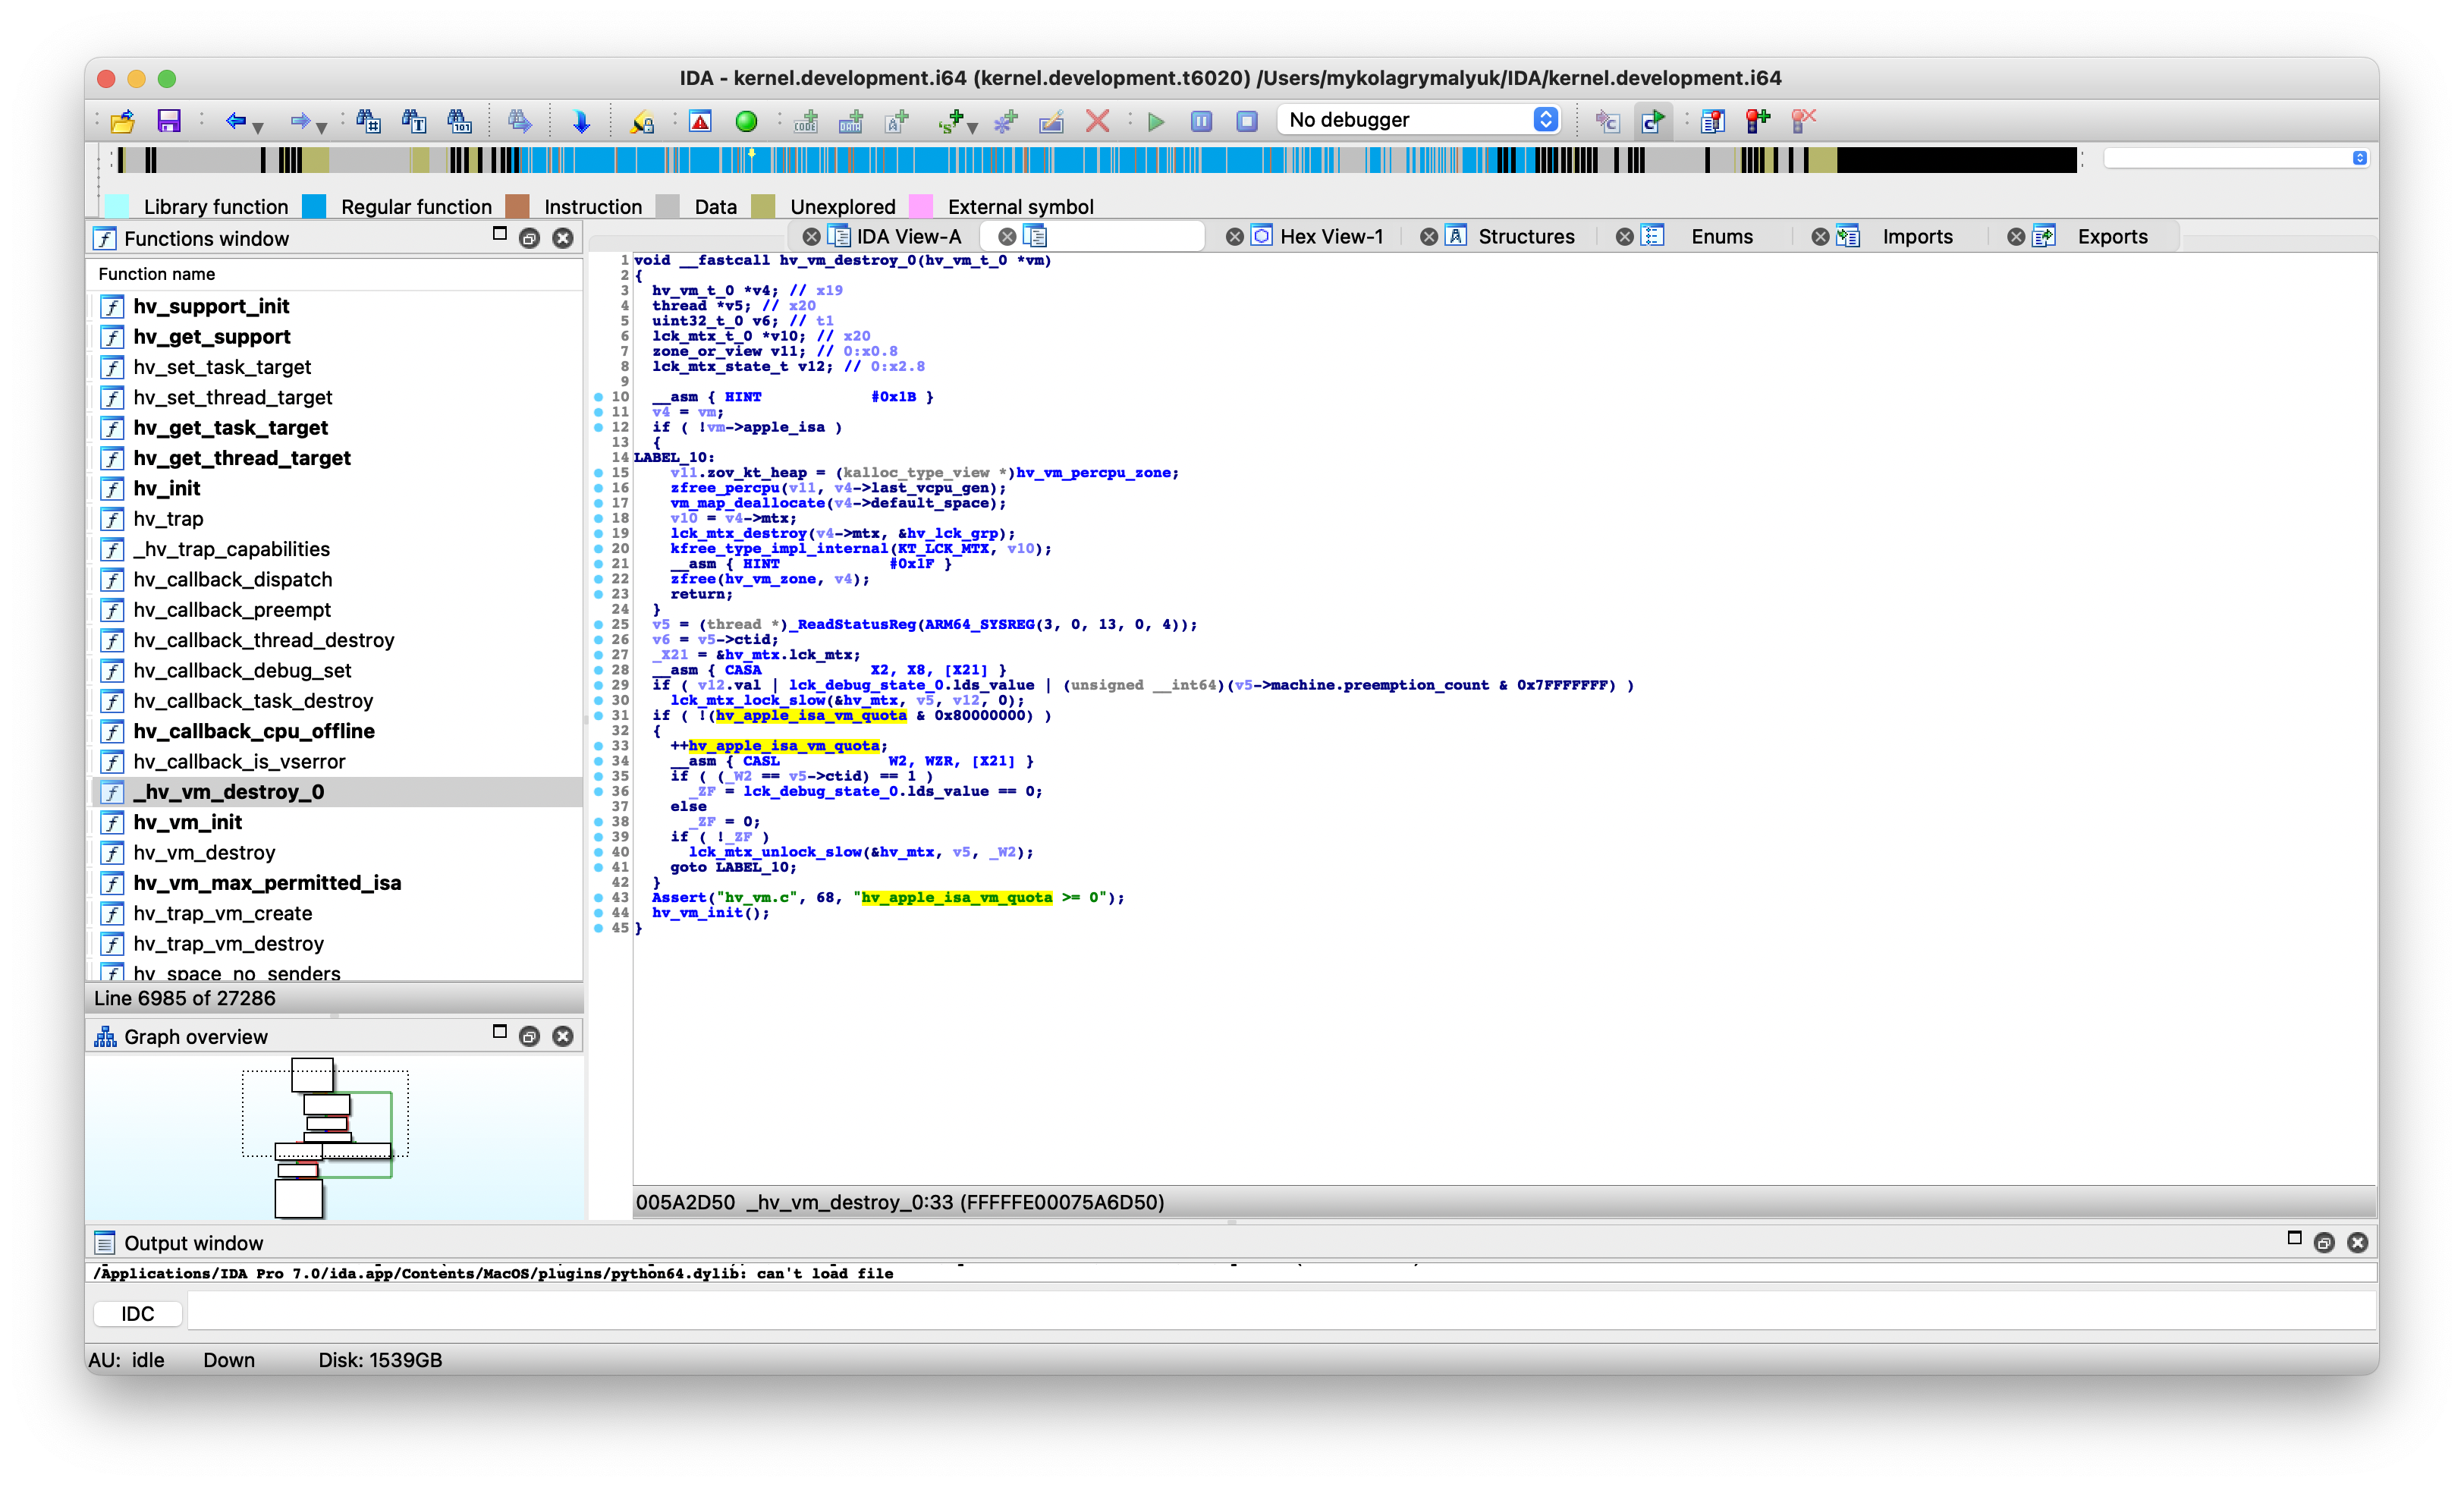 IDA - kernel.development.i64 (kernel.development.t6020) /Users/mykolagrymalyuk/IDA/kernel.development.i64
No debugger
Library function Regular function Instruction Data Unexplored External symbol
Functions window
IDA View-A
Hex View-1
Structures
Enums
Imports
Exports
Function name
hv_support_init
hv_get_support
hv_set_task_target
hv_set_thread_target
hv_get_task_target
hv_get_thread_target
hv_init
hv_trap
_hv_trap_capabilities
hv_callback_dispatch
hv_callback_preempt
hv_callback_thread_destroy
hv_callback_debug_set
hv_callback_task_destroy
hv_callback_cpu_offline
hv_callback_is_vserror
_hv_vm_destroy_0
hv_vm_init
hv_vm_destroy
hv_vm_max_permitted_isa
hv_trap_vm_create
hv_trap_vm_destroy
hv_space_no_senders
Line 6985 of 27286
Graph overview
1 void __fastcall hv_vm_destroy_0(hv_vm_t_0 *vm)
2 {
3 hv_vm_t_0 *v4; // x19
4 thread *v5; // x20
5 uint32_t_0 v6; // t1
6 lck_mtx_t_0 *v10; // x20
7 zone_or_view v11; // 0:x0.8
8 lck_mtx_state_t v12; // 0:x2.8
9
10 __asm { HINT #0x1B }
11 v4 = vm;
12 if ( !vm->apple_isa )
13 {
14 LABEL_10:
15 v11.zov_kt_heap = (kalloc_type_view *)hv_vm_percpu_zone;
16 zfree_percpu(v11, v4->last_vcpu_gen);
17 vm_map_deallocate(v4->default_space);
18 v10 = v4->mtx;
19 lck_mtx_destroy(v4->mtx, &hv_lck_grp);
20 kfree_type_impl_internal(KT_LCK_MTX, v10);
21 __asm { HINT #0x1F }
22 zfree(hv_vm_zone, v4);
23 return;
24 }
25 v5 = (thread *)_ReadStatusReg(ARM64_SYSREG(3, 0, 13, 0, 4));
26 v6 = v5->ctid;
27 _X21 = &hv_mtx.lck_mtx;
28 __asm { CASA X2, X8, [X21] }
29 if ( v12.val | lck_debug_state_0.lds_value | (unsigned __int64)(v5->machine.preemption_count & 0x7FFFFFFF) )
30 lck_mtx_lock_slow(&hv_mtx, v5, v12, 0);
31 if ( !(hv_apple_isa_vm_quota & 0x80000000) )
32 {
33 ++hv_apple_isa_vm_quota;
34 __asm { CASL W2, WZR, [X21] }
35 if ( (_W2 == v5->ctid) == 1 )
36 _ZF = lck_debug_state_0.lds_value == 0;
37 else
38 _ZF = 0;
39 if ( !_ZF )
40 lck_mtx_unlock_slow(&hv_mtx, v5, _W2);
41 goto LABEL_10;
42 }
43 Assert("hv_vm.c", 68, "hv_apple_isa_vm_quota >= 0");
44 hv_vm_init();
45 }
005A2D50 _hv_vm_destroy_0:33 (FFFFFE00075A6D50)
Output window
/Applications/IDA Pro 7.0/ida.app/Contents/MacOS/plugins/python64.dylib: can't load file
IDC
AU: idle Down Disk: 1539GB